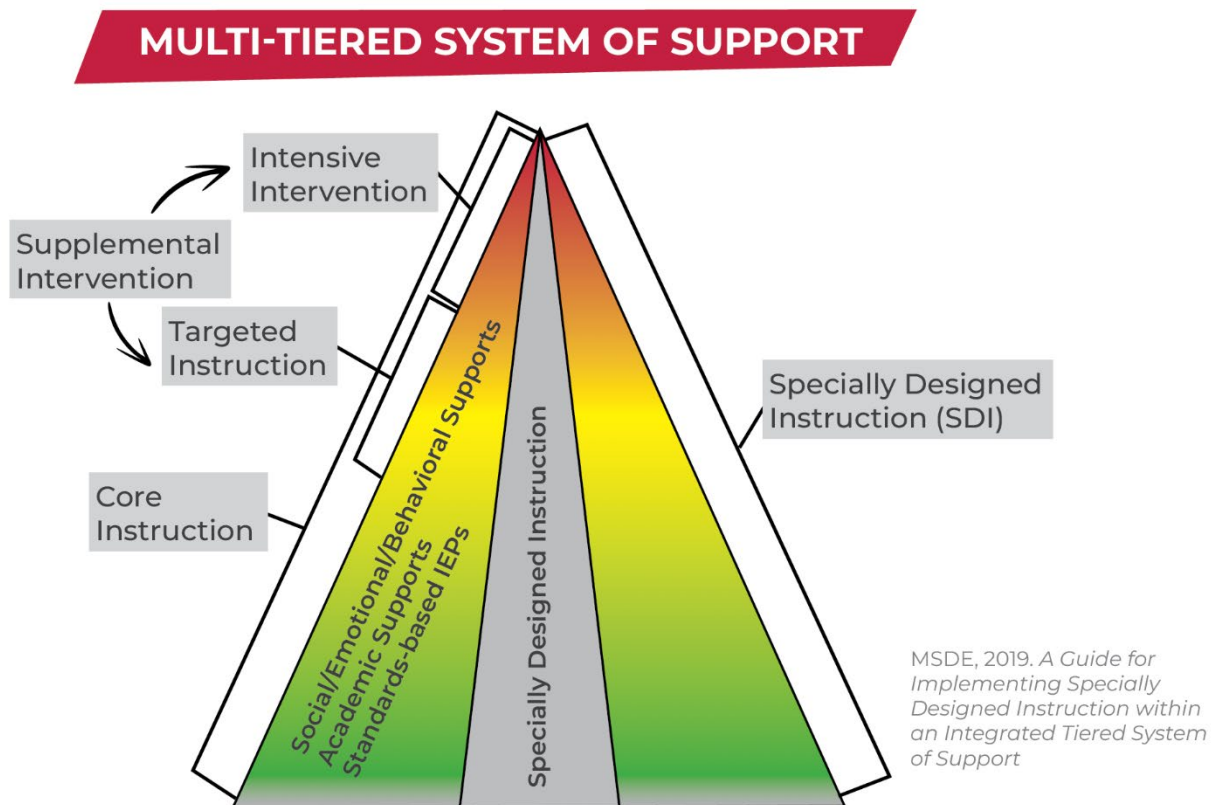 MULTI-TIERED SYSTEM OF SUPPORT
Intensive
Intervention
Supplemental
Intervention
Targeted
Instruction
Core
Instruction
Social/Emotional/Behavioral Supports
Academic Supports
Standards-based IEPs
Specially Designed Instruction
Specially Designed
Instruction (SDI)
MSDE, 2019. A Guide for
Implementing Specially
Designed Instruction within
an Integrated Tiered System
of Support